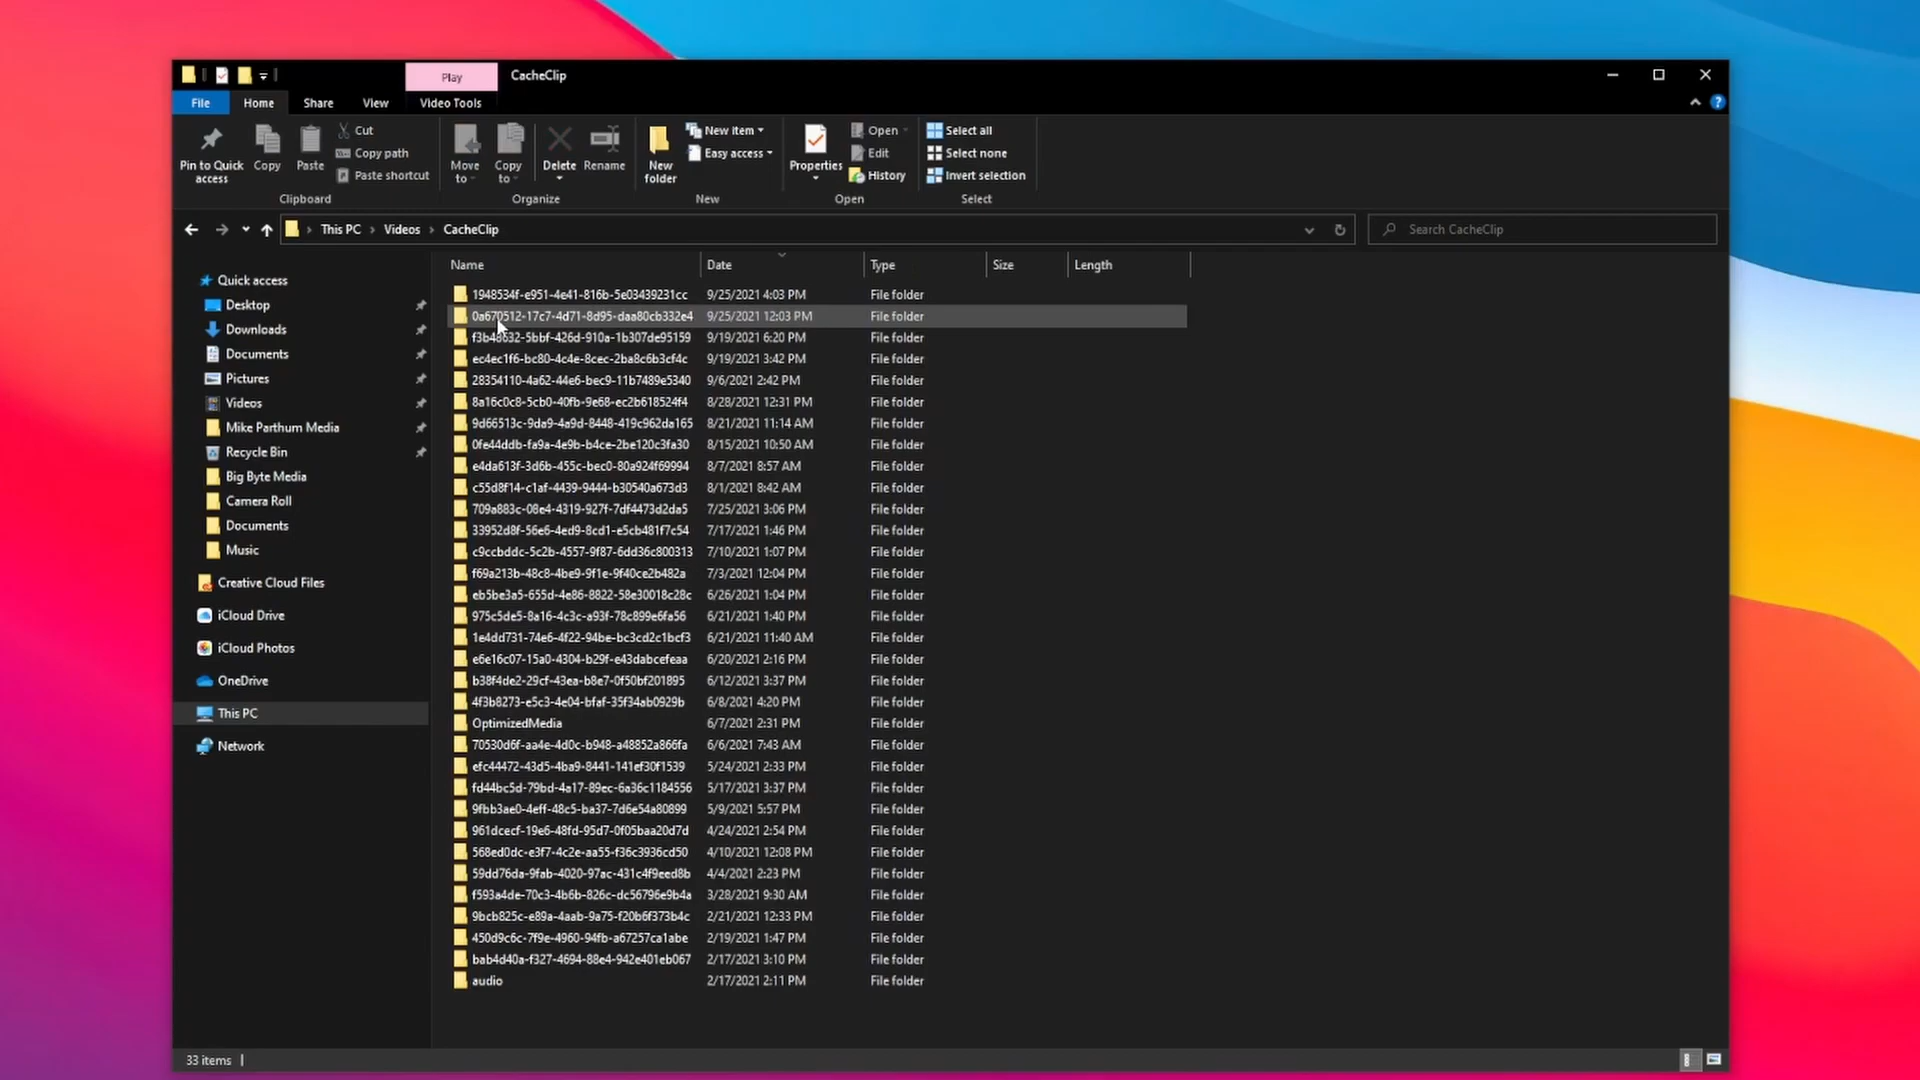 Play
CacheClip
File
Home
Share
View
Video Tools
Pin to Quick access
Copy
Paste
Cut
Copy path
Paste shortcut
Clipboard
Move to
Copy to
Delete
Rename
Organize
New folder
New item
Easy access
New
Properties
Open
Edit
History
Open
Select all
Select none
Invert selection
Select
This PC > Videos > CacheClip
Search CacheClip
Name Date Type Size Length
Quick access
Desktop
Downloads
Documents
Pictures
Videos
Mike Parthum Media
Recycle Bin
Big Byte Media
Camera Roll
Documents
Music
Creative Cloud Files
iCloud Drive
iCloud Photos
OneDrive
This PC
Network
1948534f-e951-4e41-816b-5e03439231cc 9/25/2021 4:03 PM File folder
0a670512-17c7-4d71-8d95-daa80cb332e4 9/25/2021 12:03 PM File folder
f3b48632-5bbf-426d-910a-1b307de95159 9/19/2021 6:20 PM File folder
ec4ec1f6-bc80-4c4e-8cec-2ba8c6b3cf4c 9/19/2021 3:42 PM File folder
28354110-4a62-44e6-bec9-11b7489e5340 9/6/2021 2:42 PM File folder
8a16c0c8-5cb0-40fb-9e68-ec2b618524f4 8/28/2021 12:31 PM File folder
9d66513c-9da9-4a9d-8448-419c962da165 8/21/2021 11:14 AM File folder
0fe44ddb-fa9a-4e9b-b4ce-2be120c3fa30 8/15/2021 10:50 AM File folder
e4da613f-3d6b-455c-bec0-80a924f69994 8/7/2021 8:57 AM File folder
c55d8f14-c1af-4439-9444-b30540a673d3 8/1/2021 8:42 AM File folder
709a883c-08e4-4319-927f-7df4473d2da5 7/25/2021 3:06 PM File folder
33952d8f-56e6-4ed9-8cd1-e5cb481f7c54 7/17/2021 1:46 PM File folder
c9ccbddc-5c2b-4557-9f87-6dd36c800313 7/10/2021 1:07 PM File folder
f69a213b-48c8-4be9-9f1e-9f40ce2b482a 7/3/2021 12:04 PM File folder
eb5be3a5-655d-4e86-8822-58e30018c28c 6/26/2021 1:04 PM File folder
975c5de5-8a16-4c3c-a93f-78c899e6fa56 6/21/2021 1:40 PM File folder
1e4dd731-74e6-4f22-94be-bc3cd2c1bcf3 6/21/2021 11:40 AM File folder
e6e16c07-15a0-4304-b29f-e43dabcefeaa 6/20/2021 2:16 PM File folder
b38f4de2-29cf-43ea-b8e7-0f50bf201895 6/12/2021 3:37 PM File folder
4f3b8273-e5c3-4e04-bfaf-35f34ab0929b 6/8/2021 4:20 PM File folder
OptimizedMedia 6/7/2021 2:31 PM File folder
70530d6f-aa4e-4d0c-b948-a48852a866fa 6/6/2021 7:43 AM File folder
efc44472-43d5-4ba9-8441-141ef30f1539 5/24/2021 2:33 PM File folder
fd44bc5d-79bd-4a17-89ec-6a36c1184556 5/17/2021 3:37 PM File folder
9fbb3ae0-4eff-48c5-ba37-7d6e54a80899 5/9/2021 5:57 PM File folder
961dcecf-19e6-48fd-95d7-0f05baa20d7d 4/24/2021 2:54 PM File folder
568ed0dc-e3f7-4c2e-aa55-f36c3936cd50 4/10/2021 12:08 PM File folder
59dd76da-9fab-4020-97ac-431c4f9eed8b 4/4/2021 2:23 PM File folder
f593a4de-70c3-4b6b-826c-dc56796e9b4a 3/28/2021 9:30 AM File folder
9bcb825c-e89a-4aab-9a75-f20b6f373b4c 2/21/2021 12:33 PM File folder
450d9c6c-7f9e-4960-94fb-a67257ca1abe 2/19/2021 1:47 PM File folder
bab4d40a-f327-4694-88e4-942e401eb067 2/17/2021 3:10 PM File folder
audio 2/17/2021 2:11 PM File folder
33 items